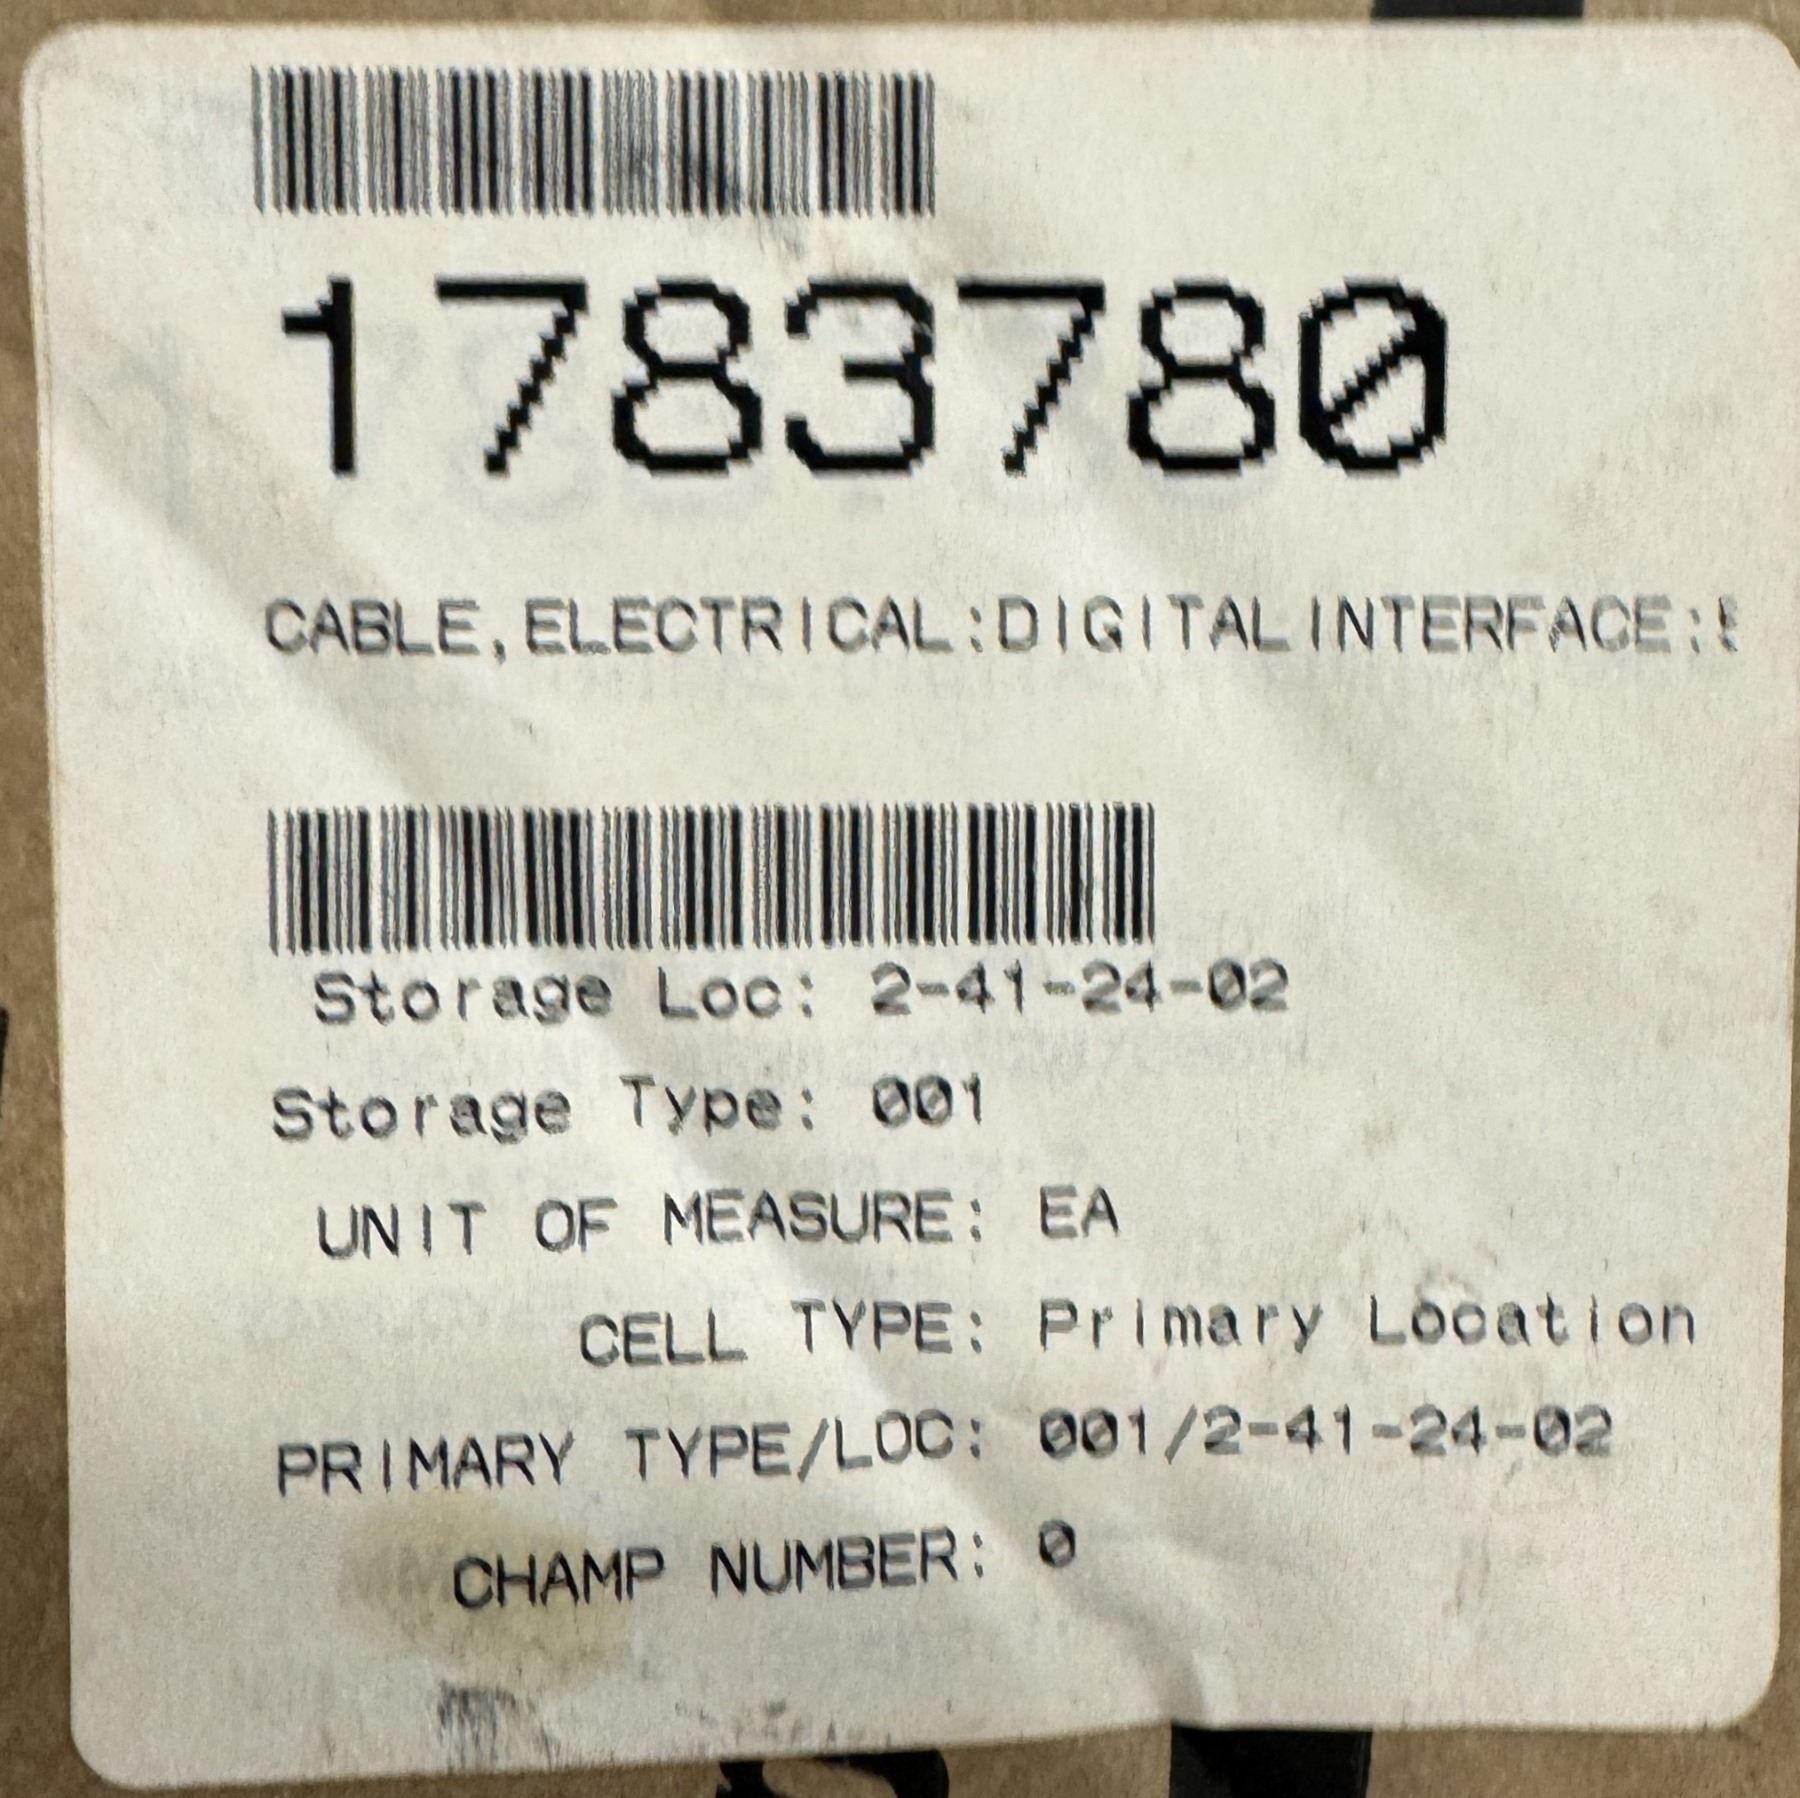 1783780
CABLE,ELECTRICAL:DIGITALINTERFACE:
Storage Loc: 2-41-24-02
Storage Type: 001
UNIT OF MEASURE: EA
CELL TYPE: Primary Location
PRIMARY TYPE/LOC: 001/2-41-24-02
CHAMP NUMBER: 0